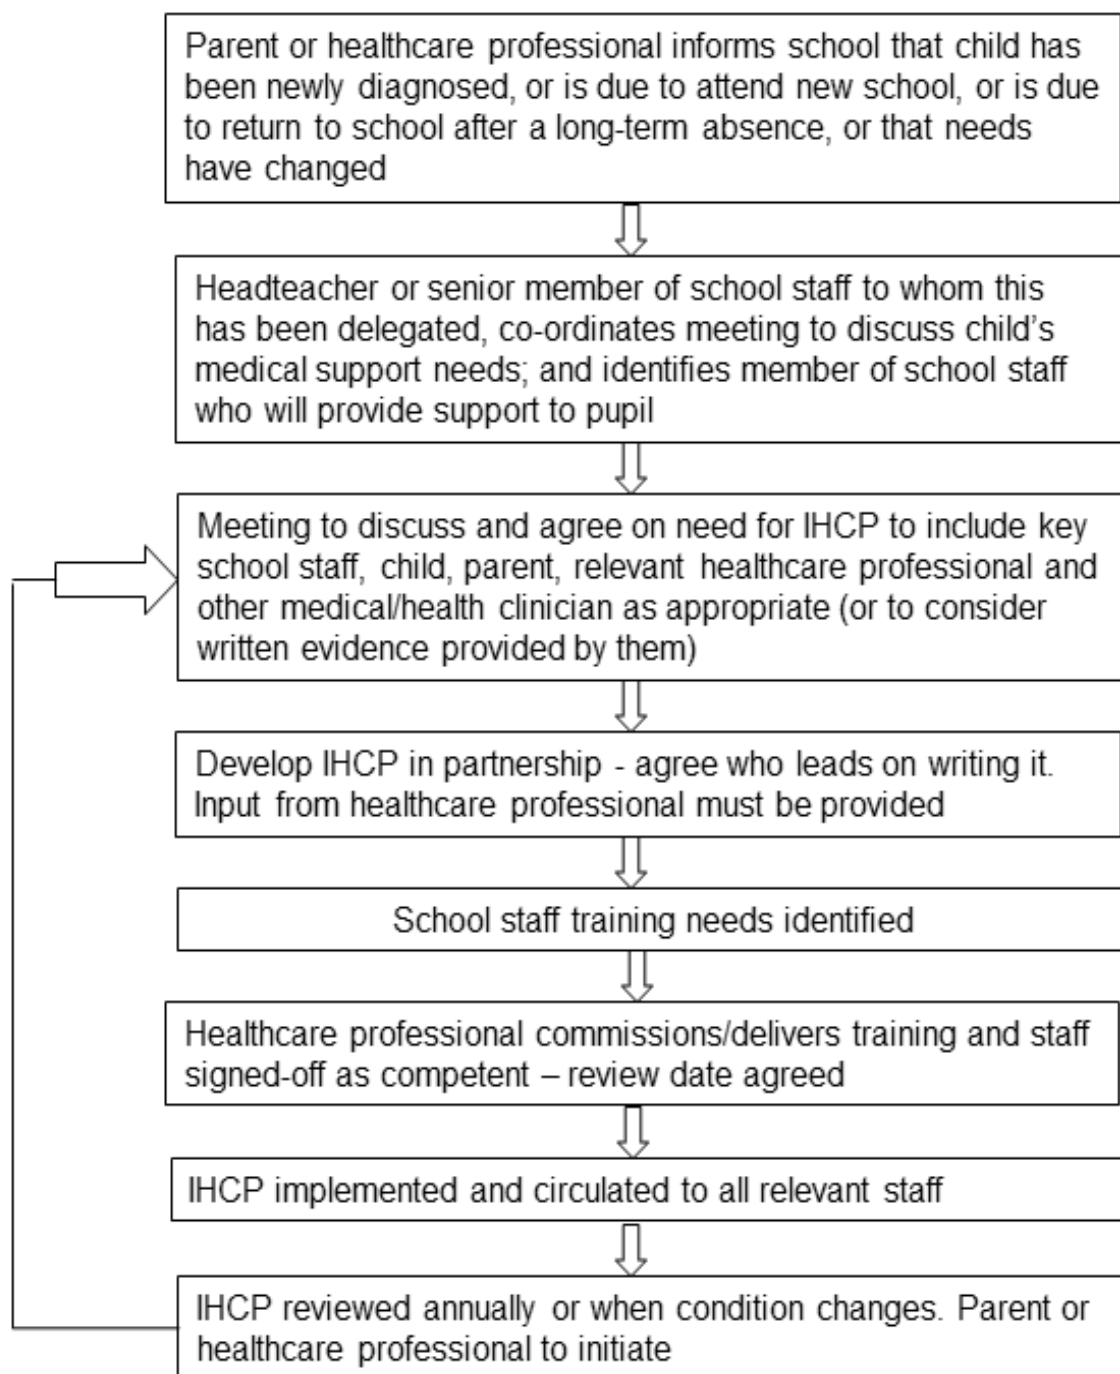 Parent or healthcare professional informs school that child has
been newly diagnosed, or is due to attend new school, or is due
to return to school after a long-term absence, or that needs
have changed
Headteacher or senior member of school staff to whom this
has been delegated, co-ordinates meeting to discuss child's
medical support needs; and identifies member of school staff
who will provide support to pupil
Meeting to discuss and agree on need for IHCP to include key
school staff, child, parent, relevant healthcare professional and
other medical/health clinician as appropriate (or to consider
written evidence provided by them)
Develop IHCP in partnership - agree who leads on writing it.
Input from healthcare professional must be provided
School staff training needs identified
Healthcare professional commissions/delivers training and staff
signed-off as competent – review date agreed
IHCP implemented and circulated to all relevant staff
IHCP reviewed annually or when condition changes. Parent or
healthcare professional to initiate